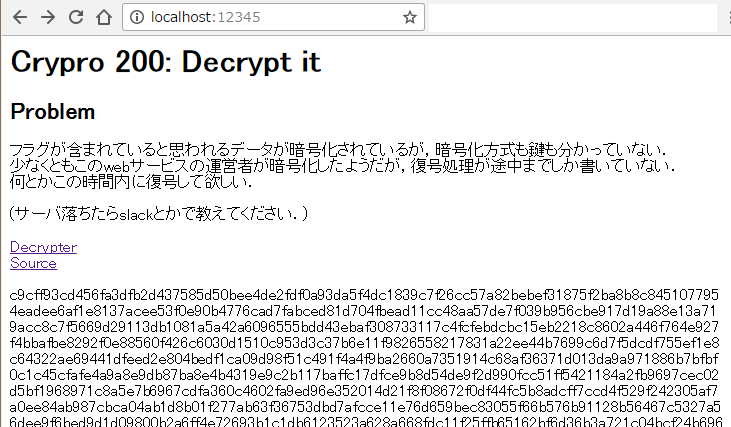 localhost:12345
Crypro 200: Decrypt it
Problem
フラグが含まれていると思われるデータが暗号化されているが, 暗号化方式も鍵も分かっていない.
少なくともこのwebサービスの運営者が暗号化したようだが, 復号処理が途中までしか書いていない.
何とかこの時間内に復号して欲しい.
(サーバ落ちたらslackとかで教えてください. )
Decrypter
Source
c9cff93cd456fa3dfb2d437585d50bee4de2fdf0a93da5f4dc1839c7f26cc57a82bebef31875f2ba8b8c8451077954
4eadee6af1e8137acee53f0e90b4776cad7fabced81d704fbead11cc48aa57de7f039b956cbe917d19a88e13a71
9acc8c7f5669d29113db1081a5a42a6096555bdd43ebaf308733117c4fcfebdcbc15eb2218c8602a446f764e927
f4bbafbe8292f0e88560f426c6030d1510c953d3c37b6e11f9826558217831a22ee44b7699c6d7f5dcdf755ef1e8
c64322ae69441dfeed2e804bedf1ca09d98f51c491f4a4f9ba2660a7351914c68af36371d013da9a971886b7bfbf
0c1c45cfafe4a9a8e9db87ba8e4b4319e9c2b117baffc17dfce9b8d54de9f2d990fcc51ff5421184a2fb9697cec02
d5bf1968971c8a5e7b6967cdfa360c4602fa9ed96e352014d21f8f08672f0df44fc5b8adcff7ccd4f529f242305af7
a0ee84ab987cbca04ab1d8b01f277ab63f36753dbd7afcce11e76d659bec83055f66b576b91128b56467c5327a5